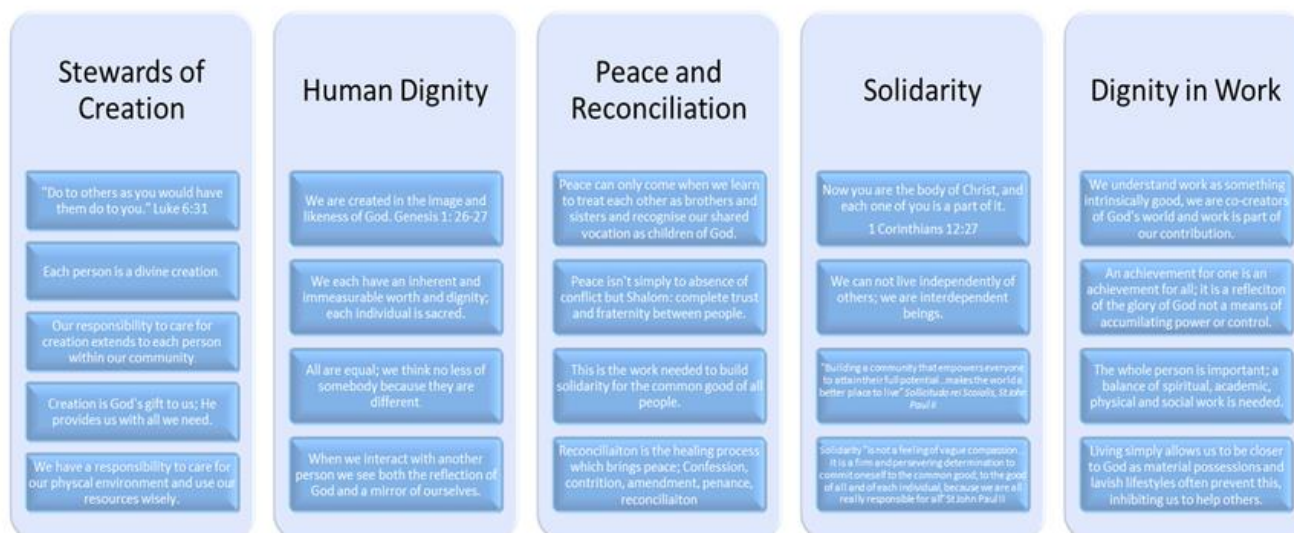 Stewards of
Creation
"Do to others as you would have
them do to you." Luke 6:31
Each person is a divine creation.
Our responsibility to care for
creation extends to each person
within our community.
Creation is God's gift to us; He
provides us with all we need.
We have a responsibility to care for
our physcal environment and use our
resources wisely.
Human Dignity
We are created in the image and
likeness of God. Genesis 1: 26-27
We each have an inherent and
immeasurable worth and dignity;
each individual is sacred.
All are equal; we think no less of
somebody because they are
different.
When we interact with another
person we see both the reflection of
God and a mirror of ourselves.
Peace and
Reconciliation
Peace can only come when we learn
to treat each other as brothers and
sisters and recognise our shared
vocation as children of God.
Peace isn't simply to absence of
conflict but Shalom: complete trust
and fraternity between people.
This is the work needed to build
solidarity for the common good of all
people.
Reconciliaiton is the healing process
which brings peace; Confession,
contrition, amendment, penance,
reconciliaiton
Solidarity
Now you are the body of Christ, and
each one of you is a part of it.
1 Corinthians 12:27
We can not live independently of
others; we are interdependent
beings.
"Building a community that empowers everyone
to attain their full potential...makes the world a
better place to live" Sollicitudo rei Scoialis, St John
Paul II
Solidarity "is not a feeling of vague compassion...
it is a firm and persevering determination to
commit oneself to the common good; to the good
of all and of each individual, because we are all
really responsible for all" St John Paul II
Dignity in Work
We understand work as something
intrinsically good, we are co-creators
of God's world and work is part of
our contribution.
An achievement for one is an
achievement for all; it is a refleciton
of the glory of God not a means of
accumilating power or control.
The whole person is important; a
balance of spiritual, academic,
physical and social work is needed.
Living simply allows us to be closer
to God as material possessions and
lavish lifestyles often prevent this,
inhibiting us to help others.